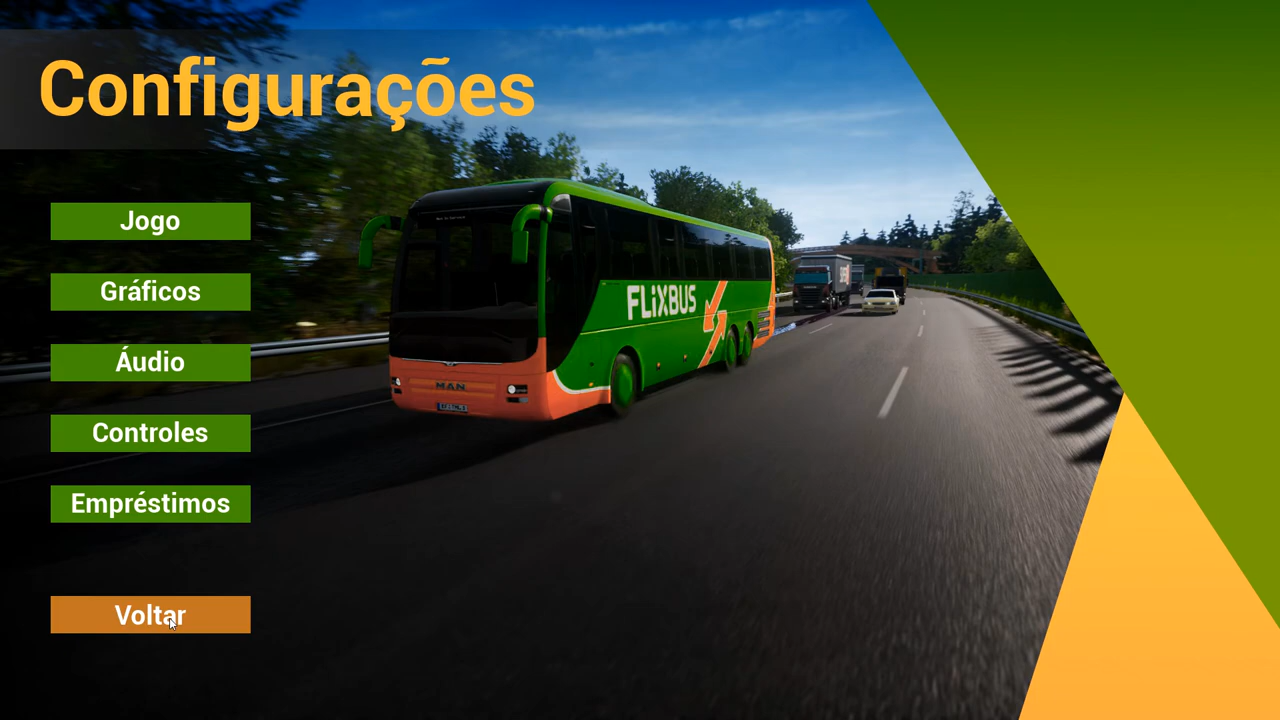 Configurações
Jogo
Gráficos
Áudio
Controles
Empréstimos
Voltar
FLiXBUS
MAN